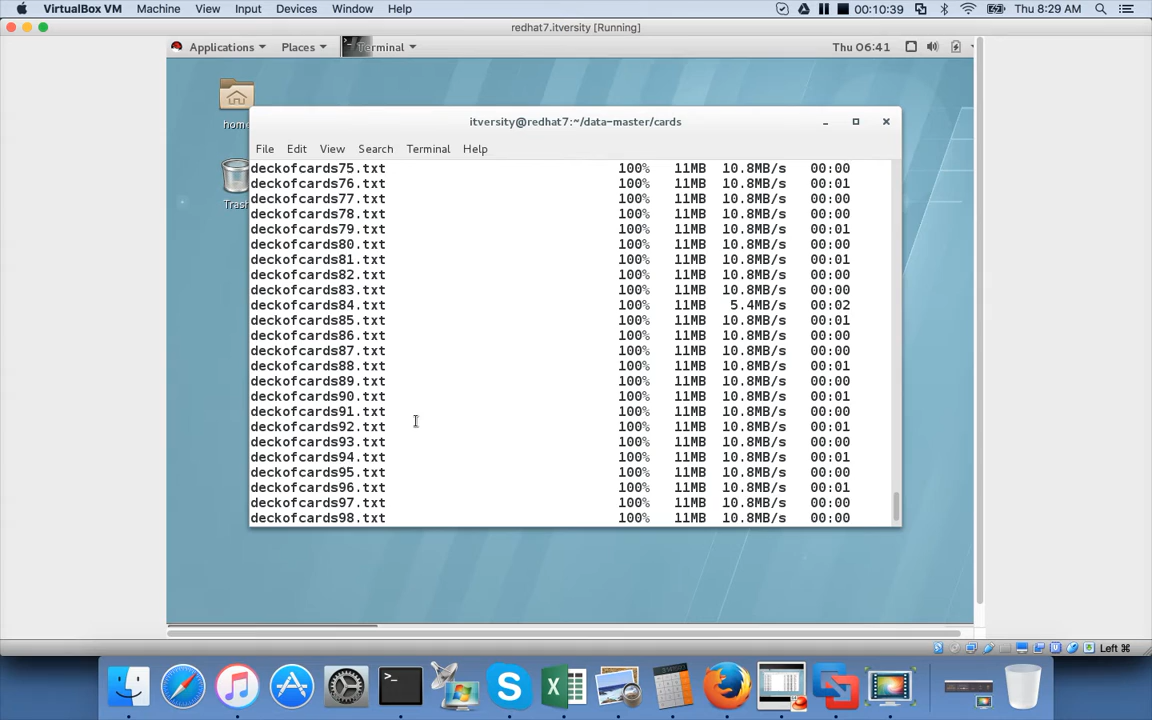 VirtualBox VM Machine View Input Devices Window Help 00:10:39 Thu 8:29 AM
redhat7.itversity [Running]
Applications Places Terminal Thu 06:41
home
Trash
itversity@redhat7:~/data-master/cards
File Edit View Search Terminal Help
deckofcards75.txt 100% 11MB 10.8MB/s 00:00
deckofcards76.txt 100% 11MB 10.8MB/s 00:01
deckofcards77.txt 100% 11MB 10.8MB/s 00:00
deckofcards78.txt 100% 11MB 10.8MB/s 00:00
deckofcards79.txt 100% 11MB 10.8MB/s 00:01
deckofcards80.txt 100% 11MB 10.8MB/s 00:00
deckofcards81.txt 100% 11MB 10.8MB/s 00:01
deckofcards82.txt 100% 11MB 10.8MB/s 00:00
deckofcards83.txt 100% 11MB 10.8MB/s 00:00
deckofcards84.txt 100% 11MB 5.4MB/s 00:02
deckofcards85.txt 100% 11MB 10.8MB/s 00:01
deckofcards86.txt 100% 11MB 10.8MB/s 00:00
deckofcards87.txt 100% 11MB 10.8MB/s 00:00
deckofcards88.txt 100% 11MB 10.8MB/s 00:01
deckofcards89.txt 100% 11MB 10.8MB/s 00:00
deckofcards90.txt 100% 11MB 10.8MB/s 00:01
deckofcards91.txt 100% 11MB 10.8MB/s 00:00
deckofcards92.txt 100% 11MB 10.8MB/s 00:01
deckofcards93.txt 100% 11MB 10.8MB/s 00:00
deckofcards94.txt 100% 11MB 10.8MB/s 00:01
deckofcards95.txt 100% 11MB 10.8MB/s 00:00
deckofcards96.txt 100% 11MB 10.8MB/s 00:01
deckofcards97.txt 100% 11MB 10.8MB/s 00:00
deckofcards98.txt 100% 11MB 10.8MB/s 00:00
Left ⌘